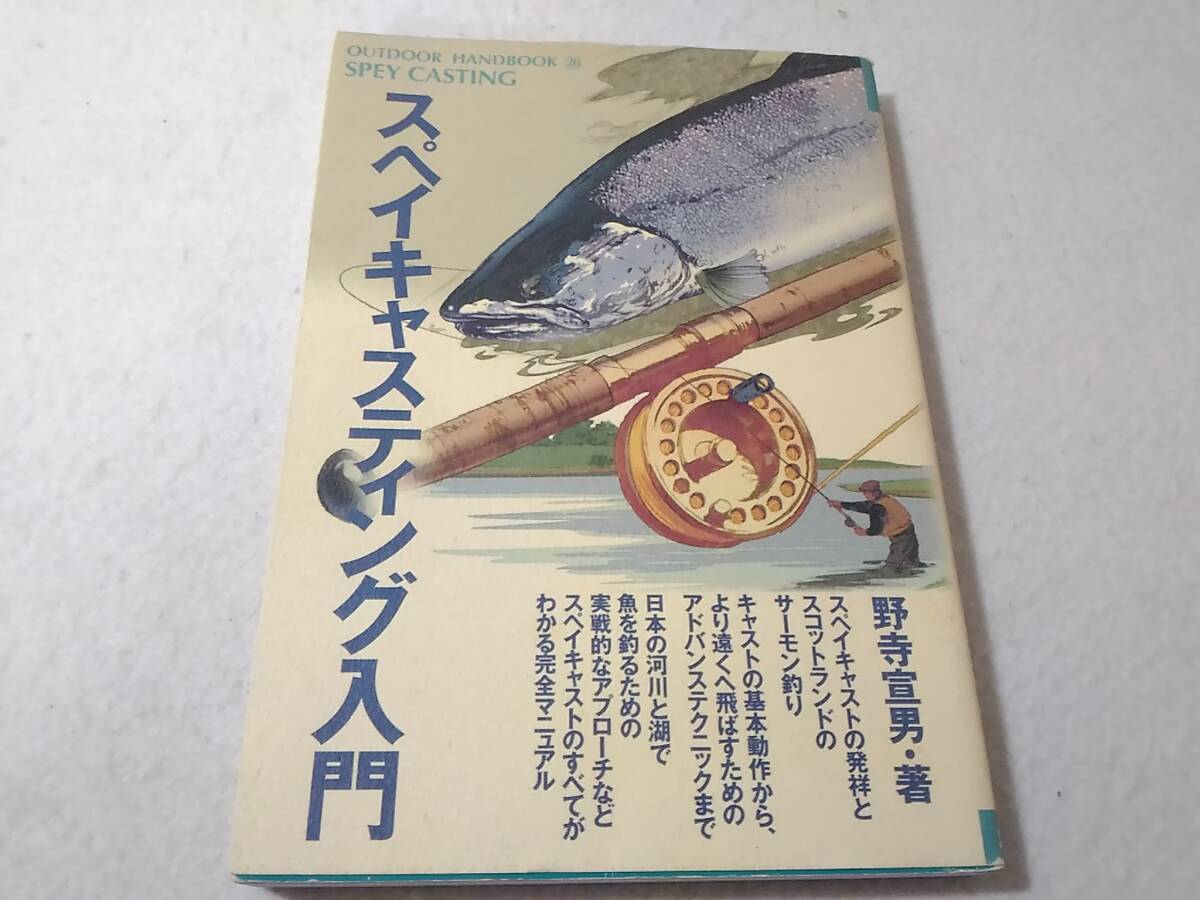 OUTDOOR HANDBOOK 26
SPEY CASTING
スペイキャスティング入門
野寺宣男・著
スペイキャストの発祥と
スコットランドの
サーモン釣り
キャストの基本動作から、
より遠くへ飛ばすための
アドバンステクニックまで
日本の河川と湖で
魚を釣るための
実戦的なアプローチなど
スペイキャストのすべてが
わかる完全マニュアル